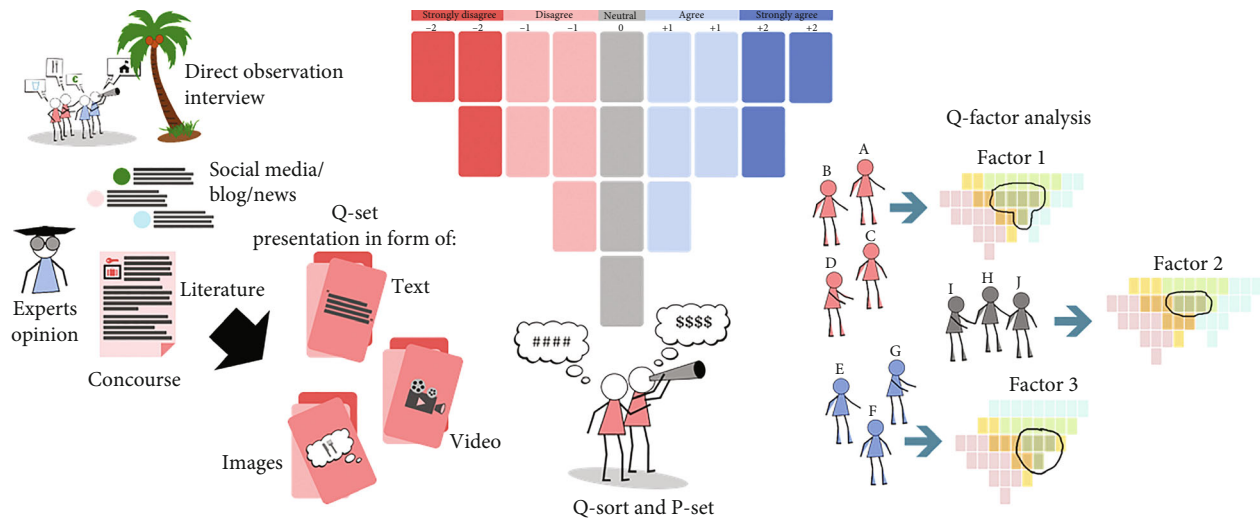 Direct observation
interview
Social media/
blog/news
Experts
opinion
Literature
Concourse
Q-set
presentation in form of:
Text
Video
Images
Strongly disagree Disagree Neutral Agree Strongly agree
−2 −2 −1 −1 0 +1 +1 +2 +2
####
$$$$
Q-sort and P-set
Q-factor analysis
A
B
C
D
Factor 1
I H J
Factor 2
E
G
F
Factor 3